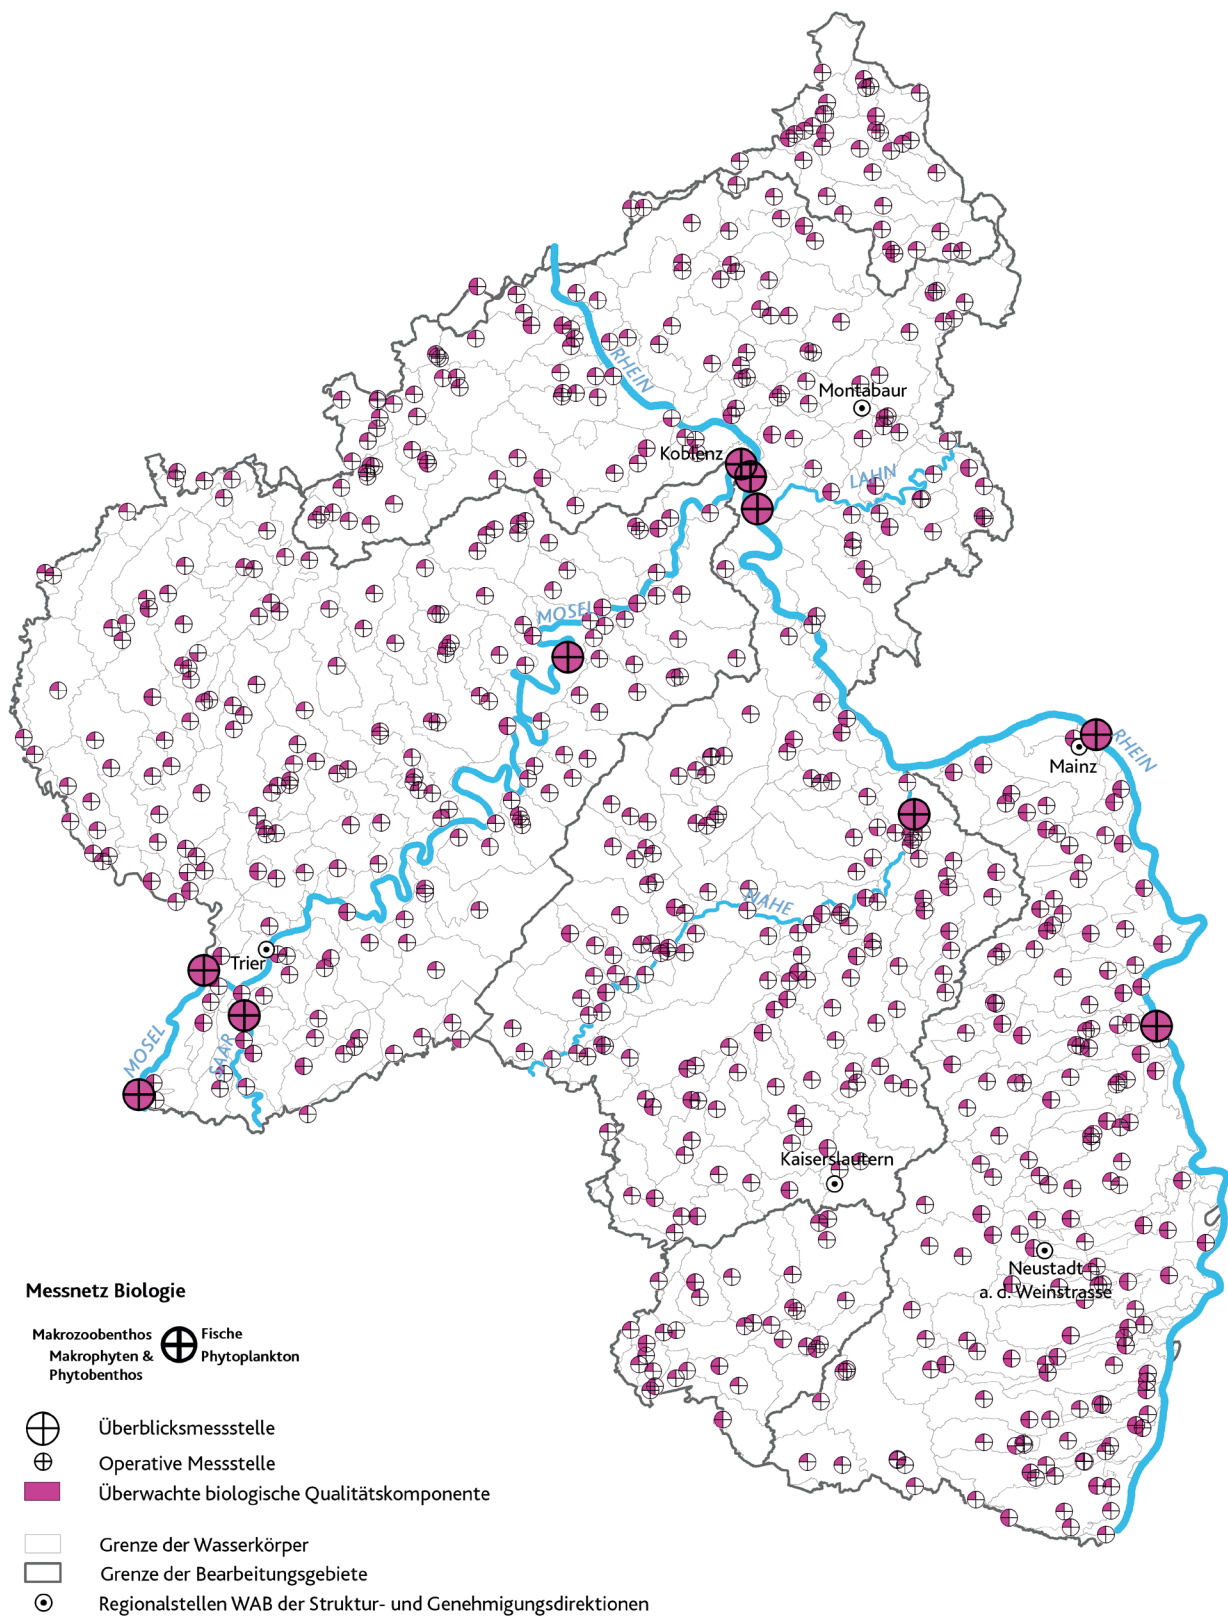 RHEIN
Montabaur
Koblenz
LAHN
MOSEL
RHEIN
Mainz
NAHE
Trier
MOSEL
SAAR
Kaiserslautern
Neustadt
a. d. Weinstrasse
Messnetz Biologie
Makrozoobenthos
Fische
Makrophyten &
Phytobenthos
Phytoplankton
Überblicksmessstelle
Operative Messstelle
Überwachte biologische Qualitätskomponente
Grenze der Wasserkörper
Grenze der Bearbeitungsgebiete
Regionalstellen WAB der Struktur- und Genehmigungsdirektionen